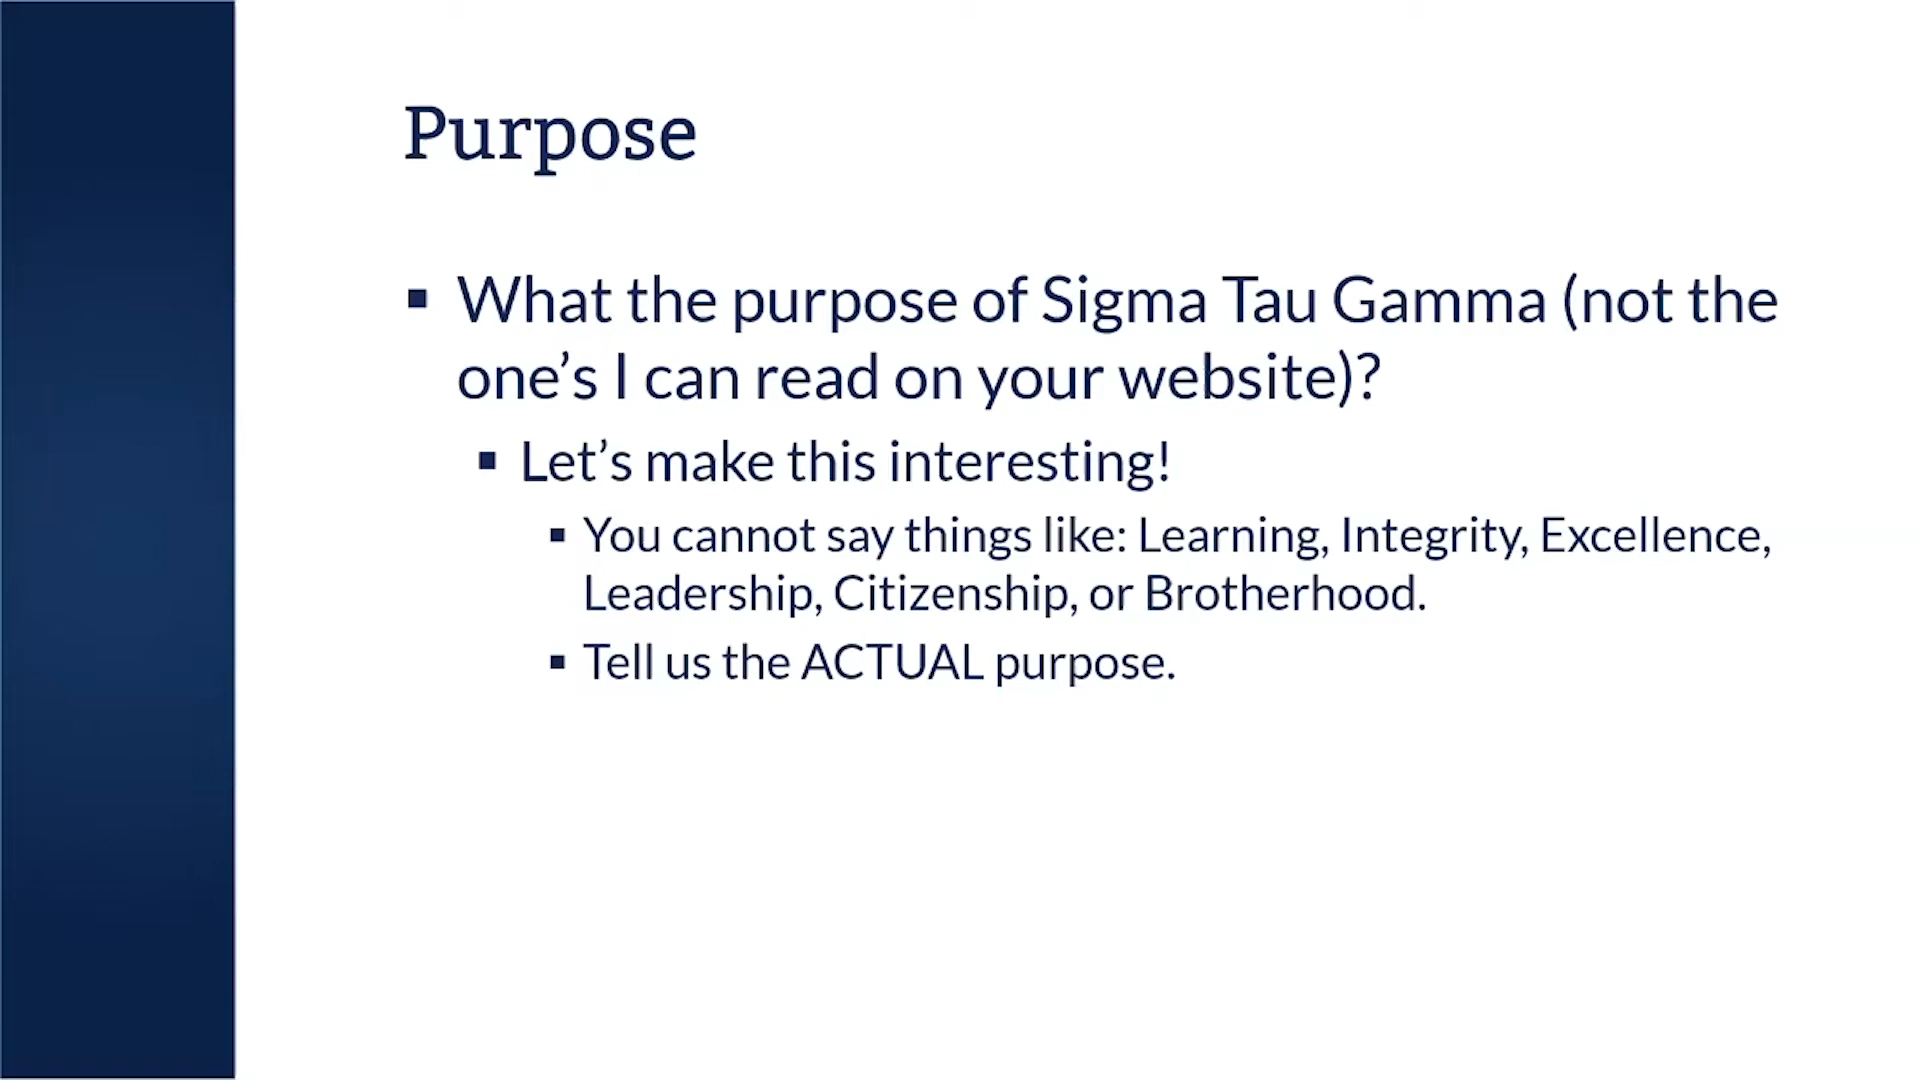 Purpose
▪ What the purpose of Sigma Tau Gamma (not the
one’s I can read on your website)?
▪ Let’s make this interesting!
▪ You cannot say things like: Learning, Integrity, Excellence,
Leadership, Citizenship, or Brotherhood.
▪ Tell us the ACTUAL purpose.